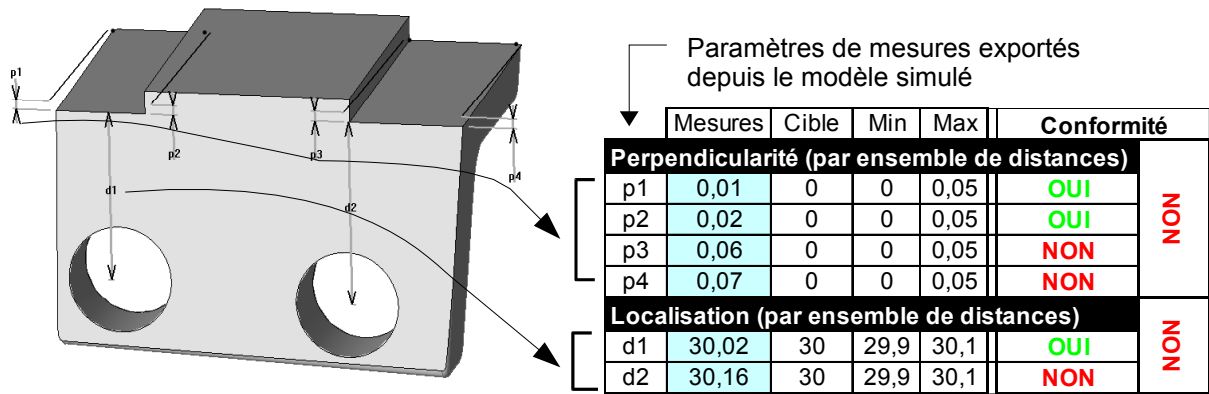 Paramètres de mesures exportés
depuis le modèle simulé
p1
p2
p3
p4
d1
d2
Mesures Cible Min Max Conformité
Perpendicularité (par ensemble de distances)
p1 0,01 0 0 0,05 OUI
p2 0,02 0 0 0,05 OUI
p3 0,06 0 0 0,05 NON
p4 0,07 0 0 0,05 NON
NON
Localisation (par ensemble de distances)
d1 30,02 30 29,9 30,1 OUI
d2 30,16 30 29,9 30,1 NON
NON